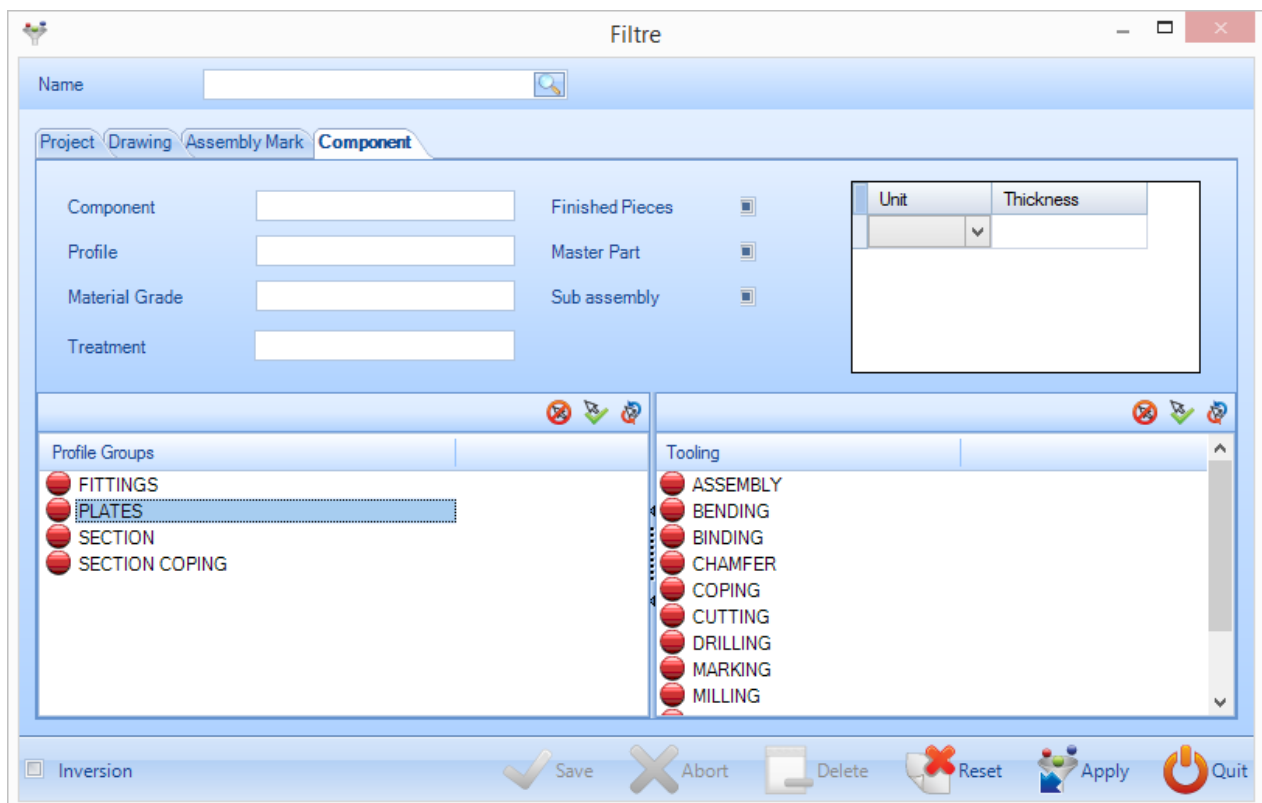 Filtre
Name
Project Drawing Assembly Mark Component
Component Finished Pieces Unit Thickness
Profile Master Part
Material Grade Sub assembly
Treatment
Profile Groups Tooling
FITTINGS ASSEMBLY
PLATES BENDING
SECTION BINDING
SECTION COPING CHAMFER
COPING
CUTTING
DRILLING
MARKING
MILLING
Inversion Save Abort Delete Reset Apply Quit